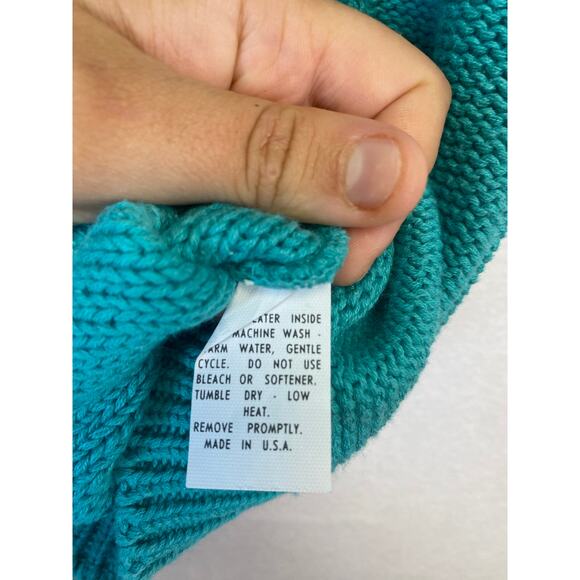 INSIDE
MACHINE WASH -
WATER, GENTLE
CYCLE. DO NOT USE
BLEACH OR SOFTENER.
TUMBLE DRY - LOW
HEAT.
REMOVE PROMPTLY.
MADE IN U.S.A.